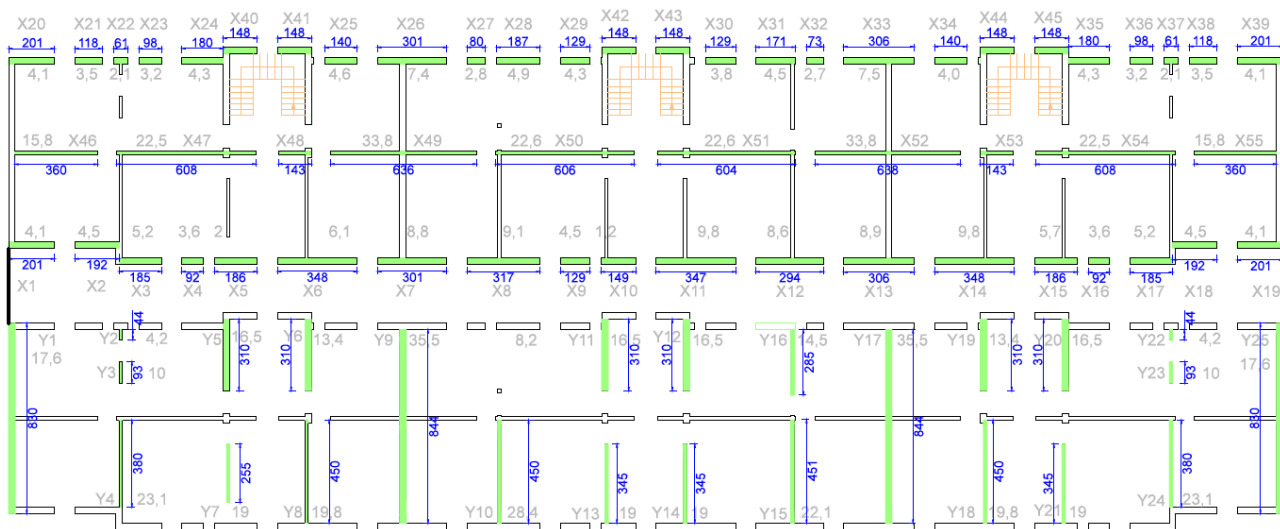 X20 X21 X22 X23 X24 X40 X41 X25 X26 X27 X28 X29 X42 X43 X30 X31 X32 X33 X34 X44 X45 X35 X36 X37 X38 X39
201 118 61 98 180 148 148 140 301 80 187 129 148 148 129 171 73 306 140 148 148 180 98 61 118 201
4,1 3,5 2,1 3,2 4,3 4,6 7,4 2,8 4,9 4,3 3,8 4,5 2,7 7,5 4,0 4,3 3,2 2,1 3,5 4,1
15,8 X46 22,5 X47 X48 33,8 X49 22,6 X50 22,6 X51 33,8 X52 X53 22,5 X54 15,8 X55
360 608 143 636 606 604 638 143 608 360
4,1 4,5 5,2 3,6 2 6,1 8,8 9,1 4,5 1,2 9,8 8,6 8,9 9,8 5,7 3,6 5,2 4,5 4,1
201 192 192 201
185 92 186 348 301 317 129 149 347 294 306 348 186 92 185
X1 X2 X3 X4 X5 X6 X7 X8 X9 X10 X11 X12 X13 X14 X15 X16 X17 X18 X19
44 44
Y1 Y2 4,2 Y5 16,5 Y6 13,4 Y9 35,5 8,2 Y11 16,5 Y12 16,5 Y16 14,5 Y17 35,5 Y19 13,4 Y20 16,5 Y22 4,2 Y25
17,6 310 310 310 310 285 310 310 17,6
Y3 93 10 Y23 93 10
830 844 844 830
380 255 450 450 345 345 451 450 345 380
Y4 23,1 Y7 19 Y8 19,8 Y10 28,4 Y13 19 Y14 19 Y15 22,1 Y18 19,8 Y21 19 Y24 23,1